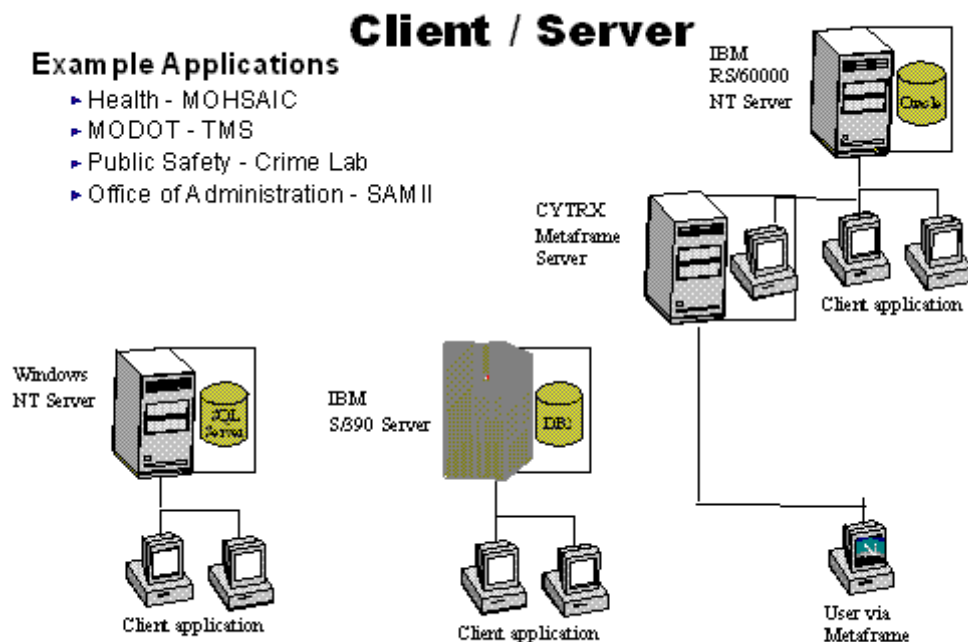 Client / Server
Example Applications
Health - MOHSAIC
MODOT - TMS
Public Safety - Crime Lab
Office of Administration - SAM II
IBM
RS/60000
NT Server
Oracle
CYTRX
Metaframe
Server
Client application
Windows
NT Server
SQL
Server
IBM
S/390 Server
DB2
Client application
Client application
User via
Metaframe